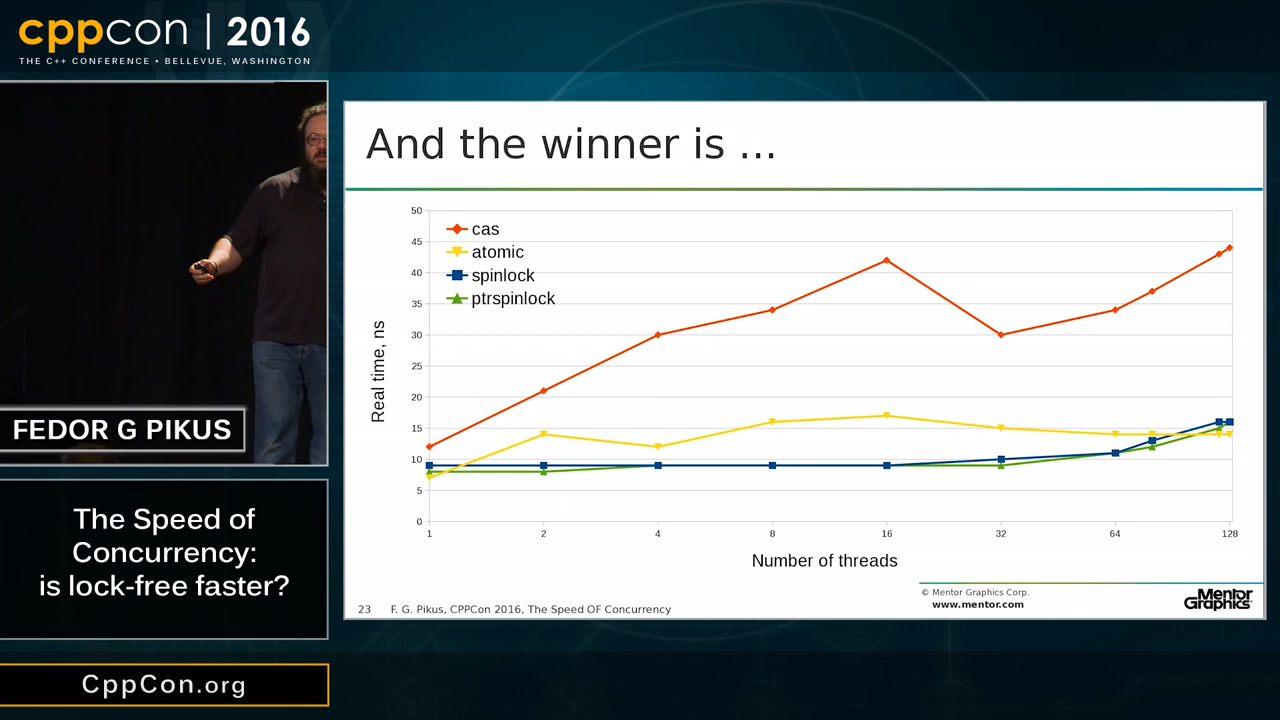 cppcon | 2016
THE C++ CONFERENCE • BELLEVUE, WASHINGTON
FEDOR G PIKUS
The Speed of
Concurrency:
is lock-free faster?
CppCon.org
And the winner is ...
cas
atomic
spinlock
ptrspinlock
Real time, ns
50
45
40
35
30
25
20
15
10
5
0
1 2 4 8 16 32 64 128
Number of threads
23 F. G. Pikus, CPPCon 2016, The Speed OF Concurrency
© Mentor Graphics Corp.
www.mentor.com
Mentor
Graphics